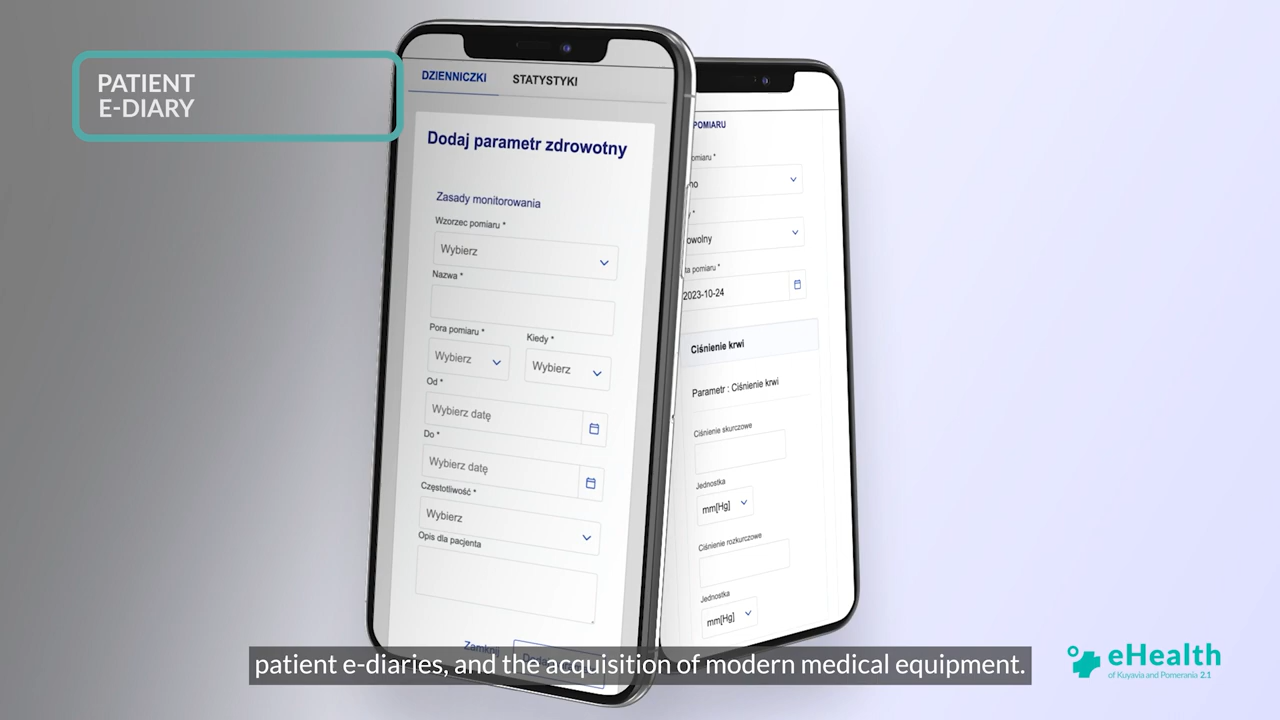 PATIENT
E-DIARY
DZIENNICZKI
STATYSTYKI
Dodaj parametr zdrowotny
Zasady monitorowania
Wzorzec pomiaru *
Wybierz
Nazwa *
Pora pomiaru *
Kiedy *
Wybierz
Wybierz
Od *
Wybierz datę
Do *
Wybierz datę
Częstotliwość *
Wybierz
Opis dla pacjenta
Zamknij
POMIARU
2023-10-24
Ciśnienie krwi
Parametr : Ciśnienie krwi
Ciśnienie skurczowe
Jednostka
mm[Hg]
Ciśnienie rozkurczowe
Jednostka
mm[Hg]
patient e-diaries, and the acquisition of modern medical equipment.
eHealth
of Kuyavia and Pomerania 2.1